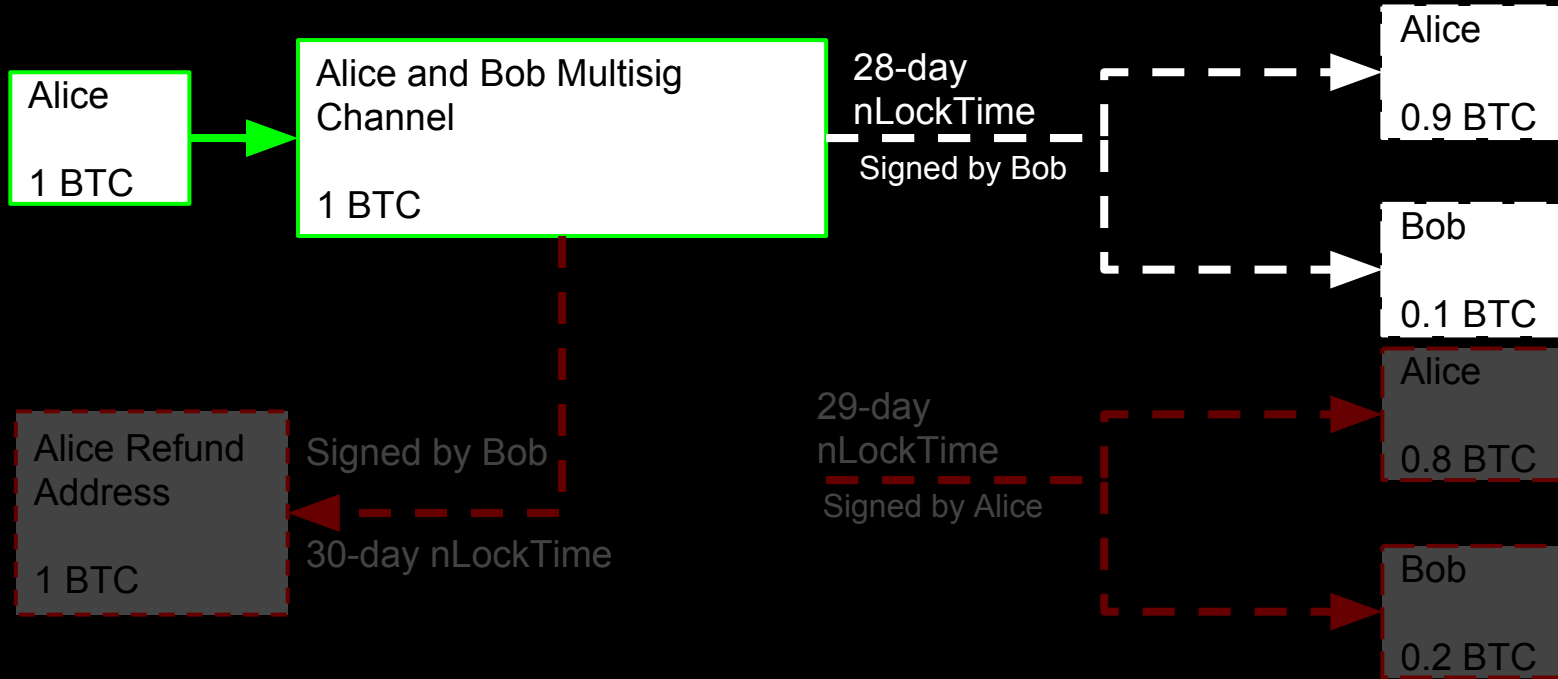 Alice
1 BTC
Alice and Bob Multisig
Channel
1 BTC
28-day
nLockTime
Signed by Bob
Alice
0.9 BTC
Bob
0.1 BTC
Alice Refund
Address
1 BTC
Signed by Bob
30-day nLockTime
29-day
nLockTime
Signed by Alice
Alice
0.8 BTC
Bob
0.2 BTC